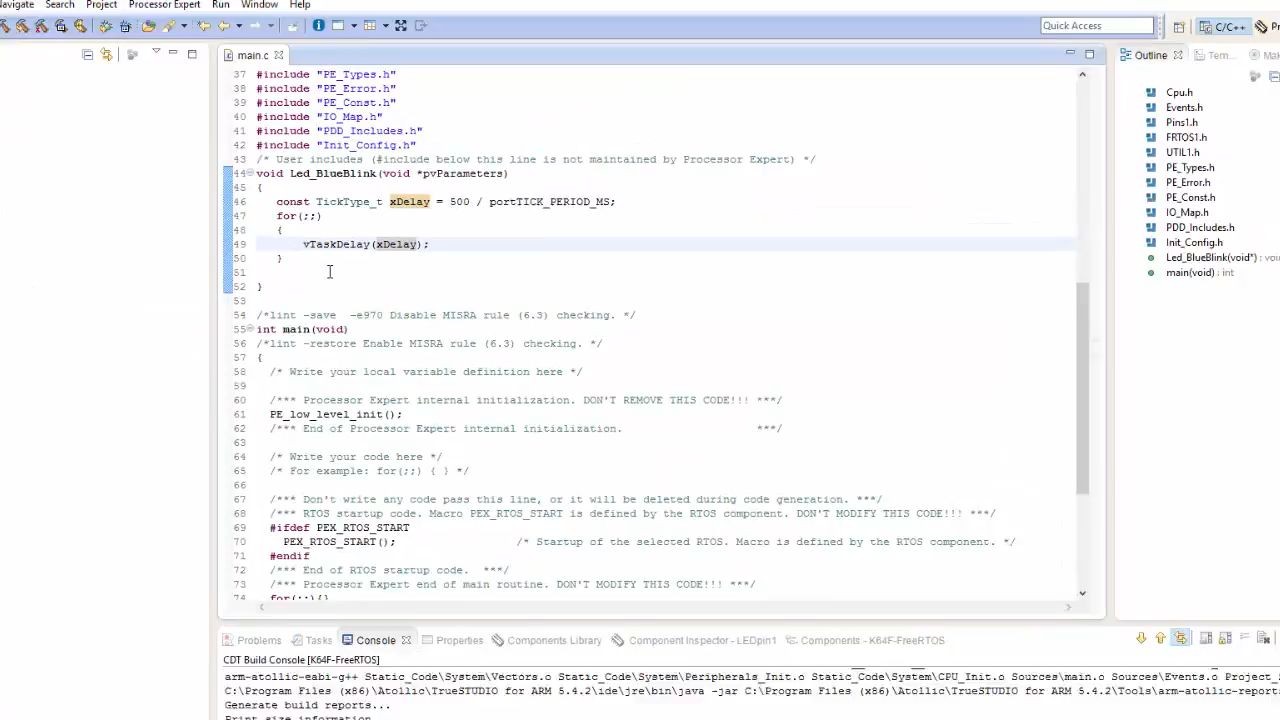 Navigate Search Project Processor Expert Run Window Help
Quick Access
C/C++
main.c
Outline
Tem...
37 #include "PE_Types.h"
38 #include "PE_Error.h"
39 #include "PE_Const.h"
40 #include "IO_Map.h"
41 #include "PDD_Includes.h"
42 #include "Init_Config.h"
43 /* User includes (#include below this line is not maintained by Processor Expert) */
44 void Led_BlueBlink(void *pvParameters)
45 {
46 const TickType_t xDelay = 500 / portTICK_PERIOD_MS;
47 for(;;)
48 {
49 vTaskDelay(xDelay);
50 }
51
52 }
53
54 /*lint -save  -e970 Disable MISRA rule (6.3) checking. */
55 int main(void)
56 /*lint -restore Enable MISRA rule (6.3) checking. */
57 {
58 /* Write your local variable definition here */
59
60 /*** Processor Expert internal initialization. DON'T REMOVE THIS CODE!!! ***/
61 PE_low_level_init();
62 /*** End of Processor Expert internal initialization. ***/
63
64 /* Write your code here */
65 /* For example: for(;;) { } */
66
67 /*** Don't write any code pass this line, or it will be deleted during code generation. ***/
68 /*** RTOS startup code. Macro PEX_RTOS_START is defined by the RTOS component. DON'T MODIFY THIS CODE!!! ***/
69 #ifdef PEX_RTOS_START
70 PEX_RTOS_START(); /* Startup of the selected RTOS. Macro is defined by the RTOS component. */
71 #endif
72 /*** End of RTOS startup code.  ***/
73 /*** Processor Expert end of main routine. DON'T MODIFY THIS CODE!!! ***/
74 for(;;){}
Cpu.h
Events.h
Pins1.h
FRTOS1.h
UTIL1.h
PE_Types.h
PE_Error.h
PE_Const.h
IO_Map.h
PDD_Includes.h
Init_Config.h
Led_BlueBlink(void*) : void
main(void) : int
Problems Tasks Console Properties Components Library Component Inspector - LEDpin1 Components - K64F-FreeRTOS
CDT Build Console [K64F-FreeRTOS]
arm-atollic-eabi-g++ Static_Code\System\Vectors.o Static_Code\System\Peripherals_Init.o Static_Code\System\CPU_Init.o Sources\main.o Sources\Events.o Project_S
C:\Program Files (x86)\Atollic\TrueSTUDIO for ARM 5.4.2\ide\jre\bin\java -jar C:\Program Files (x86)\Atollic\TrueSTUDIO for ARM 5.4.2\Tools\arm-atollic-report
Generate build reports...
Print size information